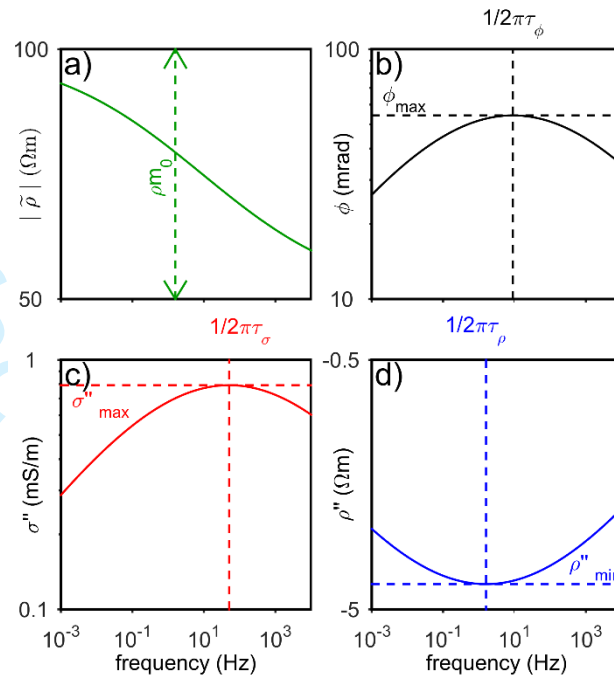 1/2πτ_ϕ
a)
100
| ρ̃ | (Ωm)
ρm_0
50
b)
100
ϕ_max
ϕ (mrad)
10
1/2πτ_σ
1/2πτ_ρ
c)
1
σ''_max
σ'' (mS/m)
0.1
10^-3 10^-1 10^1 10^3
frequency (Hz)
d)
-0.5
ρ'' (Ωm)
ρ''_min
-5
10^-3 10^-1 10^1 10^3
frequency (Hz)